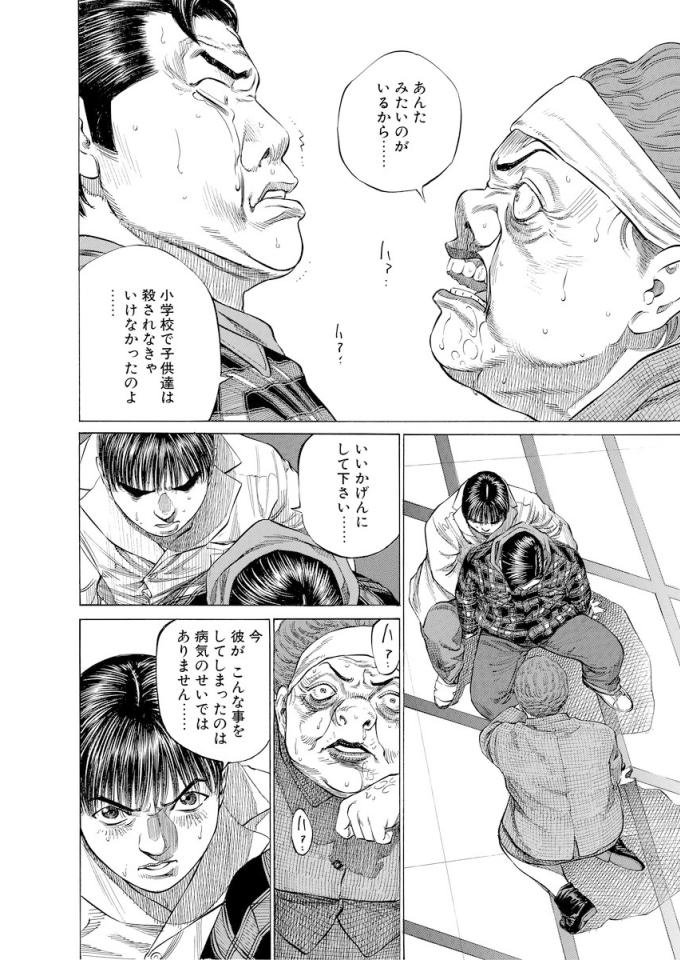 あんた
みたいのが
いるから……
小学校で子供達は
殺されなきゃ
いけなかったのよ
……
ハァ…
ハァ…
いいかげんに
して下さい……
ハァ…
ハァ…
今
彼が こんな事を
してしまったのは
病気のせいでは
ありません……